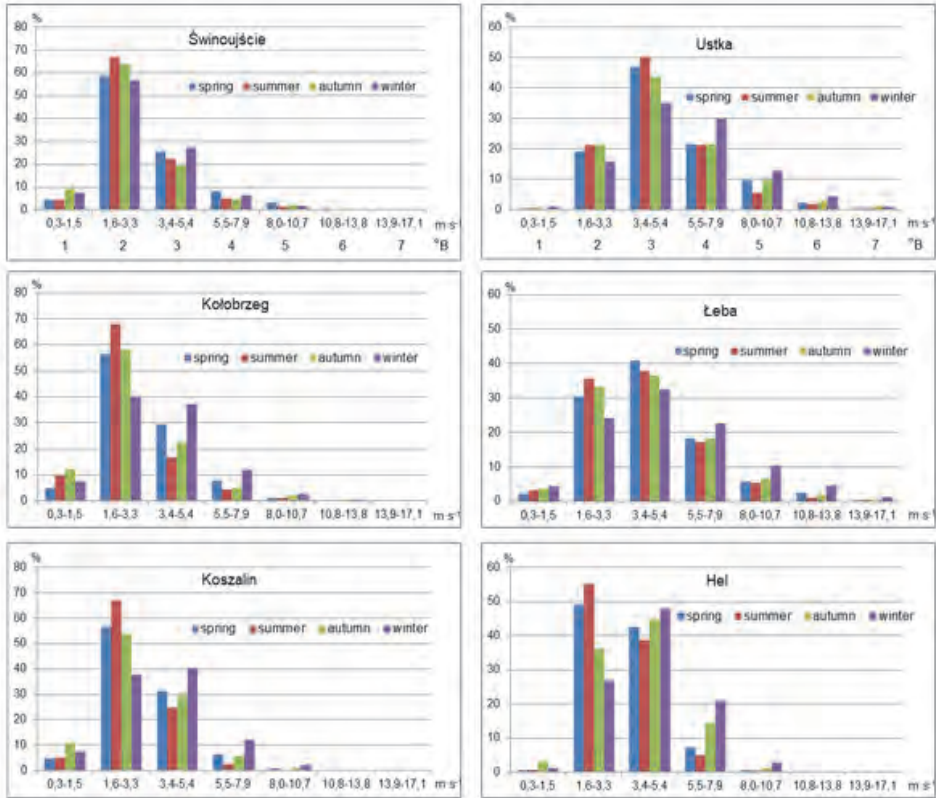 %
Świnoujście
80
70
60
50
40
30
20
10
0
spring summer autumn winter
0,3-1,5 1,6-3,3 3,4-5,4 5,5-7,9 8,0-10,7 10,8-13,8 13,9-17,1 m·s⁻¹
1 2 3 4 5 6 7 °B
%
Ustka
60
50
40
30
20
10
0
spring summer autumn winter
0,3-1,5 1,6-3,3 3,4-5,4 5,5-7,9 8,0-10,7 10,8-13,8 13,9-17,1 m·s⁻¹
1 2 3 4 5 6 7 °B
%
Kołobrzeg
80
70
60
50
40
30
20
10
0
spring summer autumn winter
0,3-1,5 1,6-3,3 3,4-5,4 5,5-7,9 8,0-10,7 10,8-13,8 13,9-17,1 m·s⁻¹
%
Łeba
60
50
40
30
20
10
0
spring summer autumn winter
0,3-1,5 1,6-3,3 3,4-5,4 5,5-7,9 8,0-10,7 10,8-13,8 13,9-17,1 m·s⁻¹
%
Koszalin
80
70
60
50
40
30
20
10
0
spring summer autumn winter
0,3-1,5 1,6-3,3 3,4-5,4 5,5-7,9 8,0-10,7 10,8-13,8 13,9-17,1 m·s⁻¹
%
Hel
60
50
40
30
20
10
0
spring summer autumn winter
0,3-1,5 1,6-3,3 3,4-5,4 5,5-7,9 8,0-10,7 10,8-13,8 13,9-17,1 m·s⁻¹